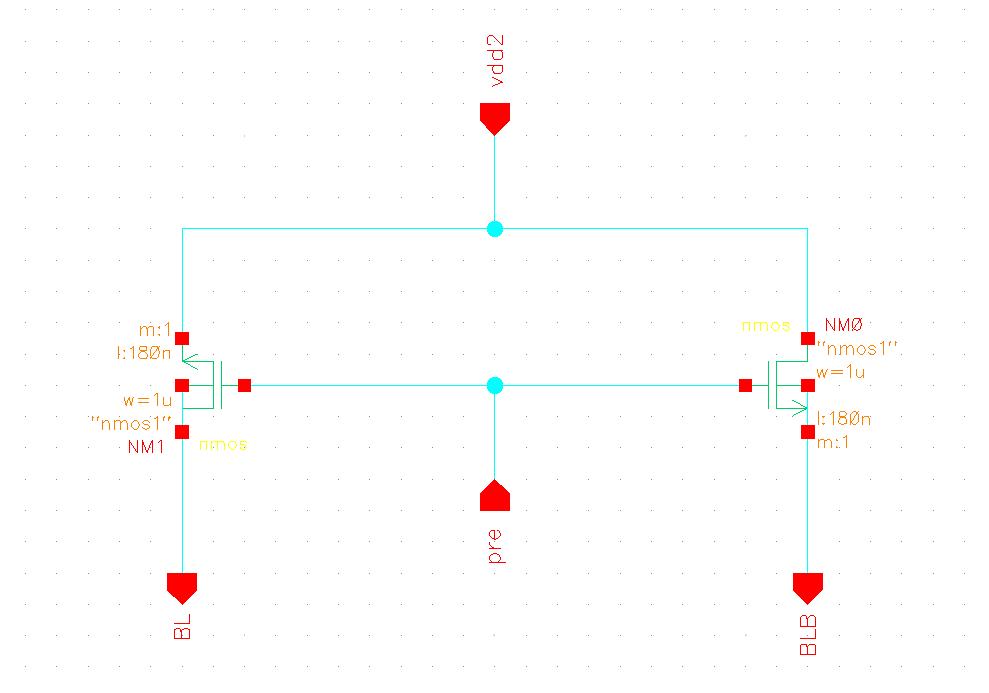 vdd2
m:1
l:180n
w=1u
"nmos1"
NM1
nmos
nmos
NM0
"nmos1"
w=1u
l:180n
m:1
pre
BL
BLB